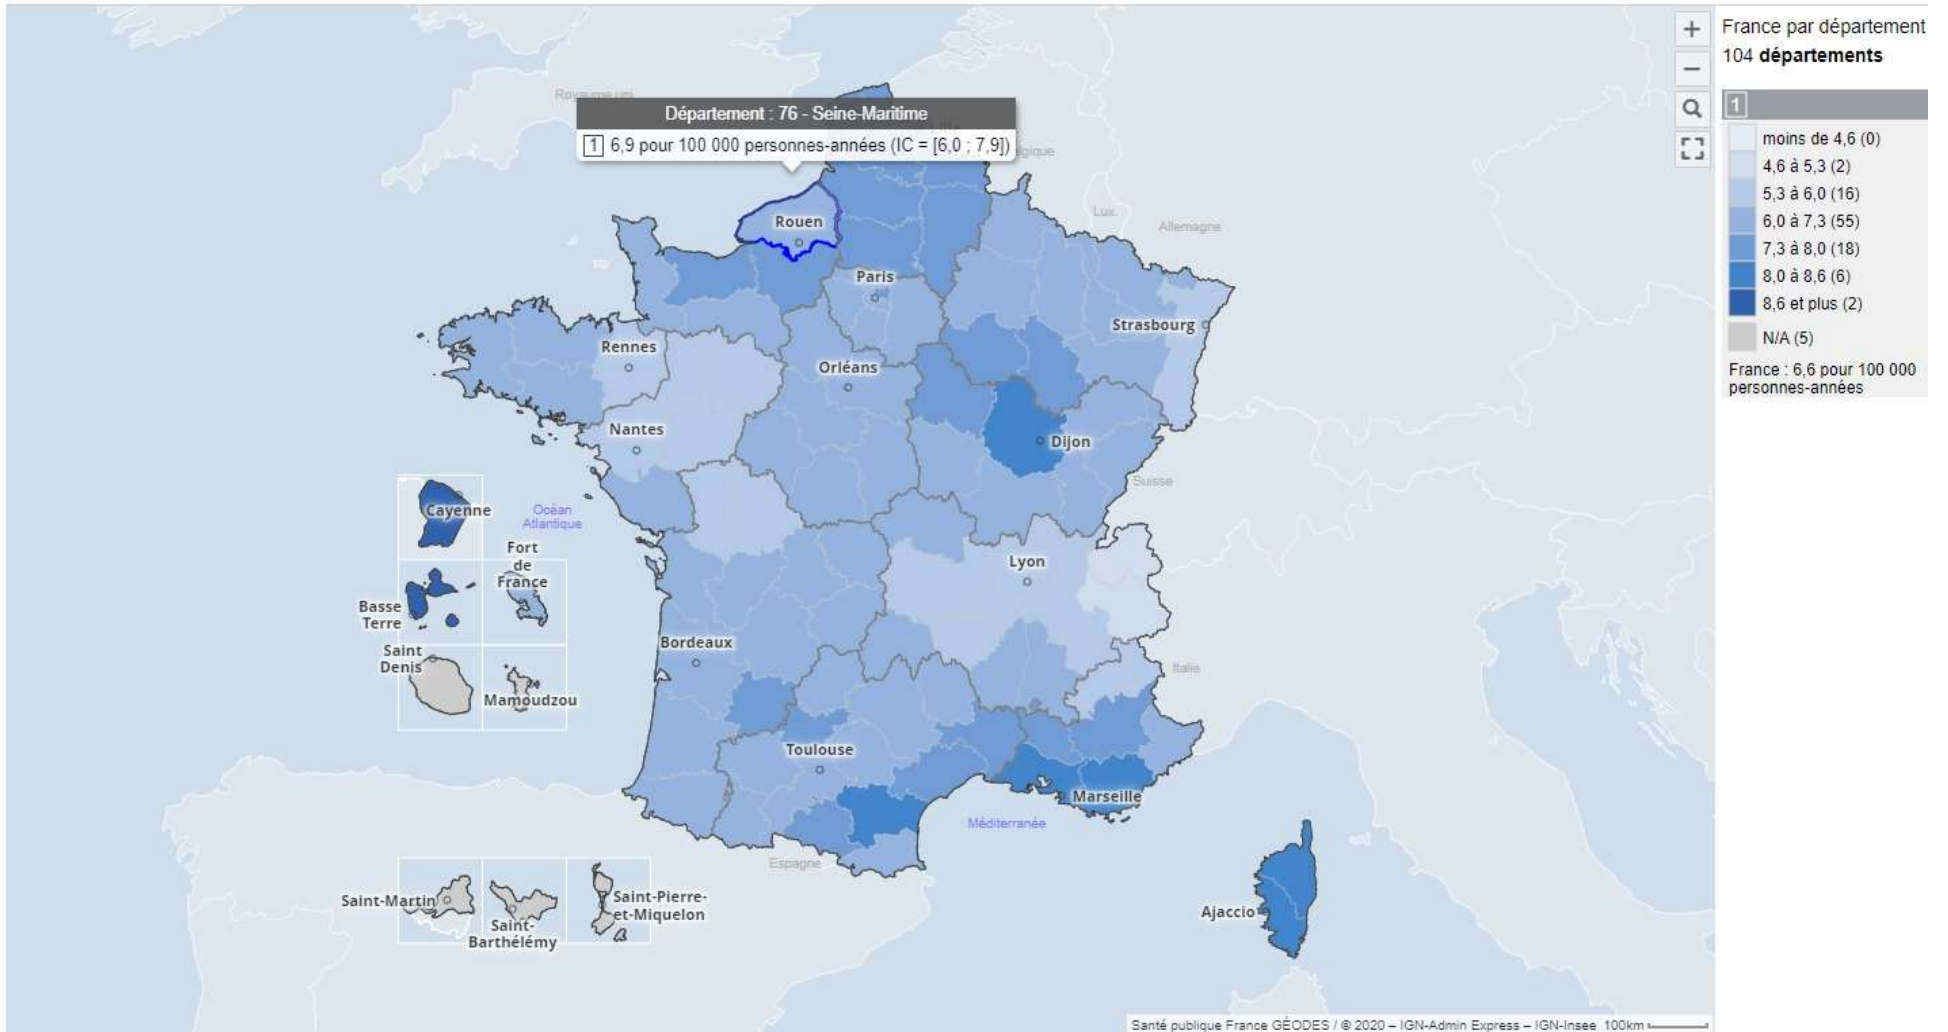 Royaume uni
Département : 76 - Seine-Maritime
1 6,9 pour 100 000 personnes-années (IC = [6,0 ; 7,9])
Lux.
Allemagne
Rouen
Paris
Strasbourg
Rennes
Orléans
Nantes
Dijon
Suisse
Cayenne
Océan
Atlantique
Fort
de
France
Lyon
Basse
Terre
Bordeaux
Saint
Denis
Italie
Mamoudzou
Toulouse
Marseille
Méditerranée
Espagne
Saint-Martin
Saint-
Barthélémy
Saint-Pierre-
et-Miquelon
Ajaccio
Santé publique France GÉODES / © 2020 – IGN-Admin Express – IGN-Insee 100km
+
−
France par département
104 départements
1
moins de 4,6 (0)
4,6 à 5,3 (2)
5,3 à 6,0 (16)
6,0 à 7,3 (55)
7,3 à 8,0 (18)
8,0 à 8,6 (6)
8,6 et plus (2)
N/A (5)
France : 6,6 pour 100 000
personnes-années